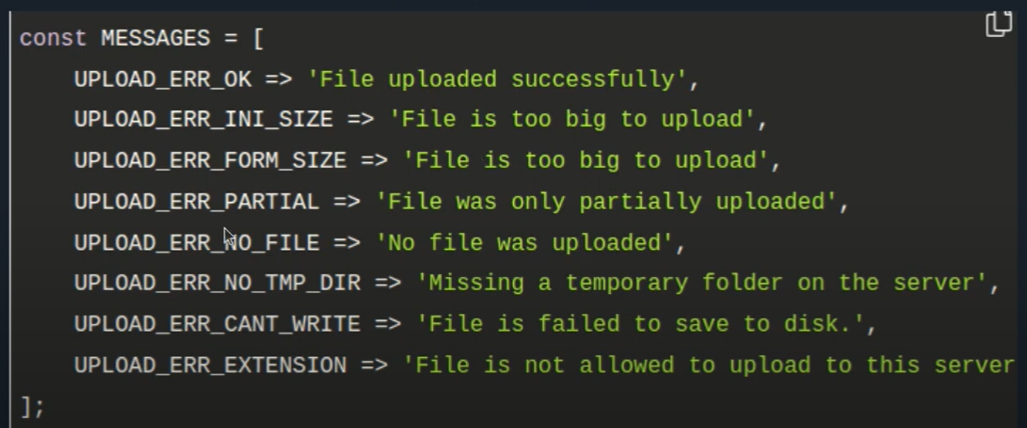 const MESSAGES = [
UPLOAD_ERR_OK => 'File uploaded successfully',
UPLOAD_ERR_INI_SIZE => 'File is too big to upload',
UPLOAD_ERR_FORM_SIZE => 'File is too big to upload',
UPLOAD_ERR_PARTIAL => 'File was only partially uploaded',
UPLOAD_ERR_NO_FILE => 'No file was uploaded',
UPLOAD_ERR_NO_TMP_DIR => 'Missing a temporary folder on the server',
UPLOAD_ERR_CANT_WRITE => 'File is failed to save to disk.',
UPLOAD_ERR_EXTENSION => 'File is not allowed to upload to this server
];